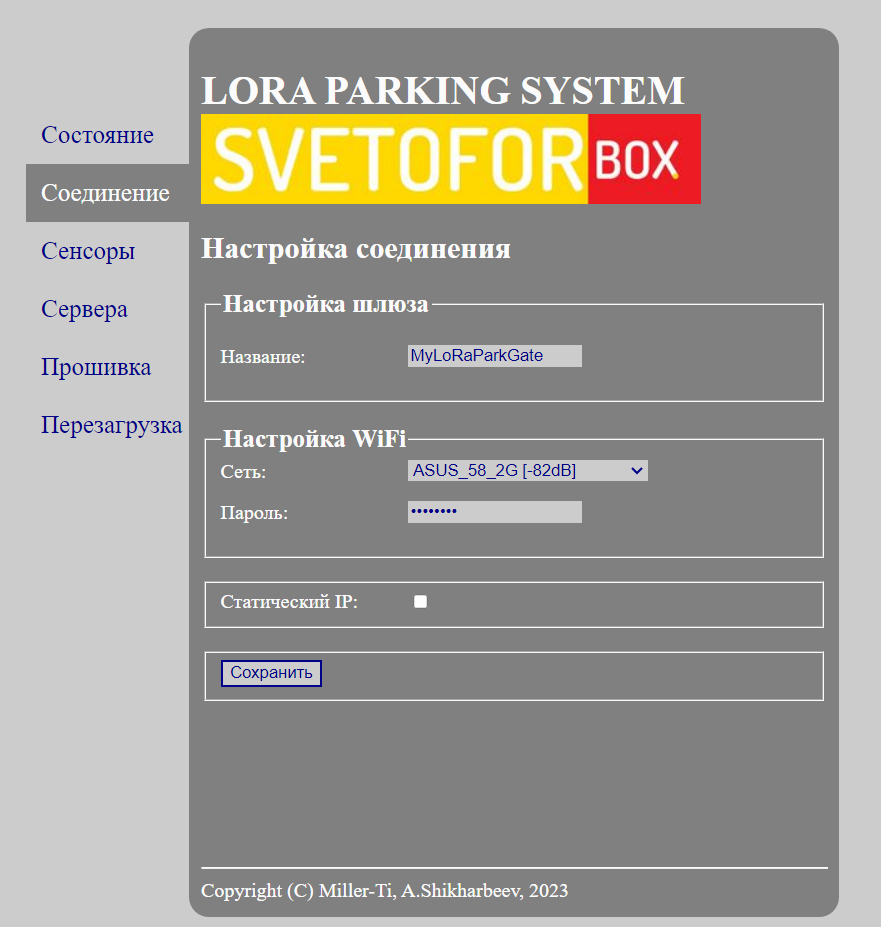 LORA PARKING SYSTEM
SVETOFOR BOX
Состояние
Соединение
Сенсоры
Сервера
Прошивка
Перезагрузка
Настройка соединения
Настройка шлюза
Название: MyLoRaParkGate
Настройка WiFi
Сеть: ASUS_58_2G [-82dB]
Пароль: ••••••••
Статический IP:
Сохранить
Copyright (C) Miller-Ti, A.Shikharbeev, 2023